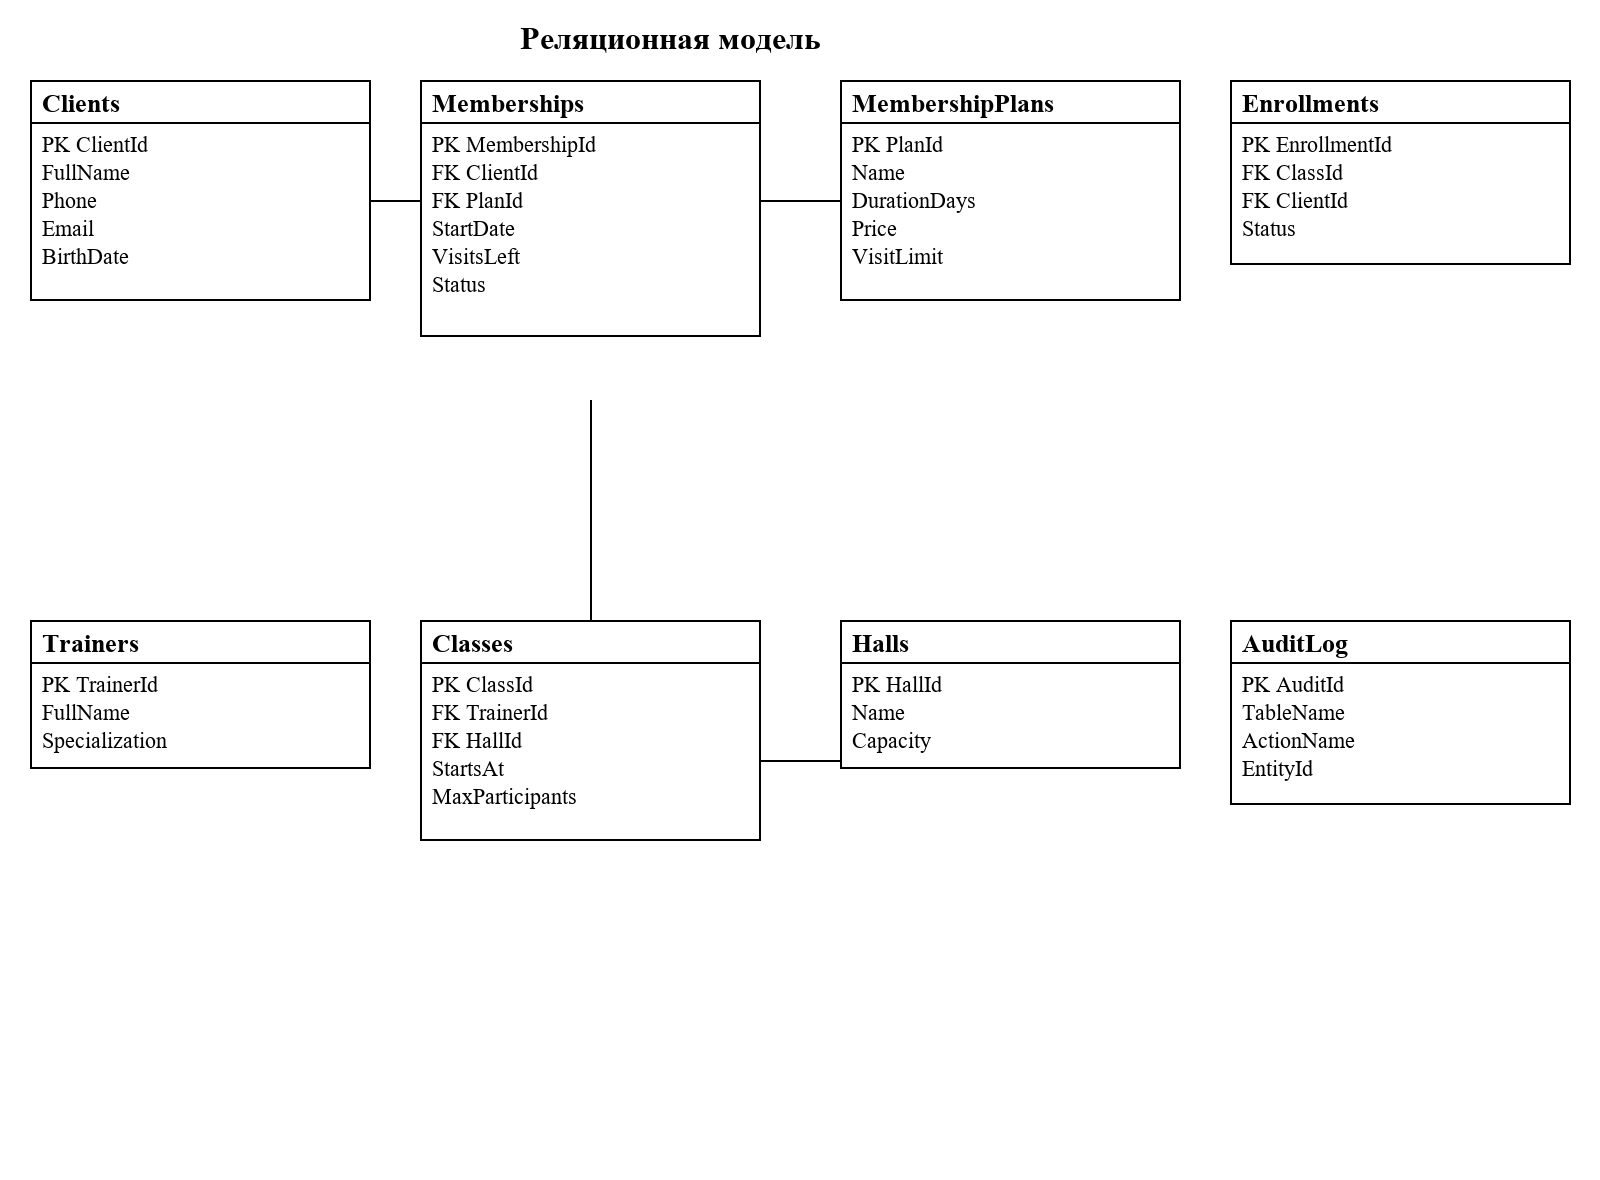 Реляционная модель
Clients
PK ClientId
FullName
Phone
Email
BirthDate
Memberships
PK MembershipId
FK ClientId
FK PlanId
StartDate
VisitsLeft
Status
MembershipPlans
PK PlanId
Name
DurationDays
Price
VisitLimit
Enrollments
PK EnrollmentId
FK ClassId
FK ClientId
Status
Trainers
PK TrainerId
FullName
Specialization
Classes
PK ClassId
FK TrainerId
FK HallId
StartsAt
MaxParticipants
Halls
PK HallId
Name
Capacity
AuditLog
PK AuditId
TableName
ActionName
EntityId